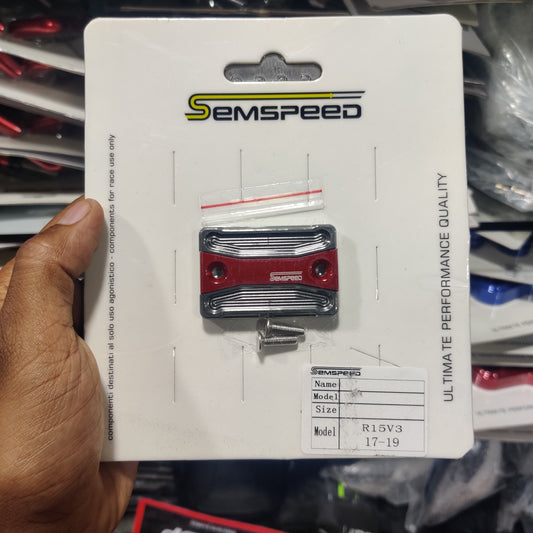 SEMSPEED
componenti destinati al solo uso agonistico - components for race use only
ULTIMATE PERFORMANCE QUALITY
SEMSPEED
SEMSPEED
Name
Model
Size
Model R15V3
17-19